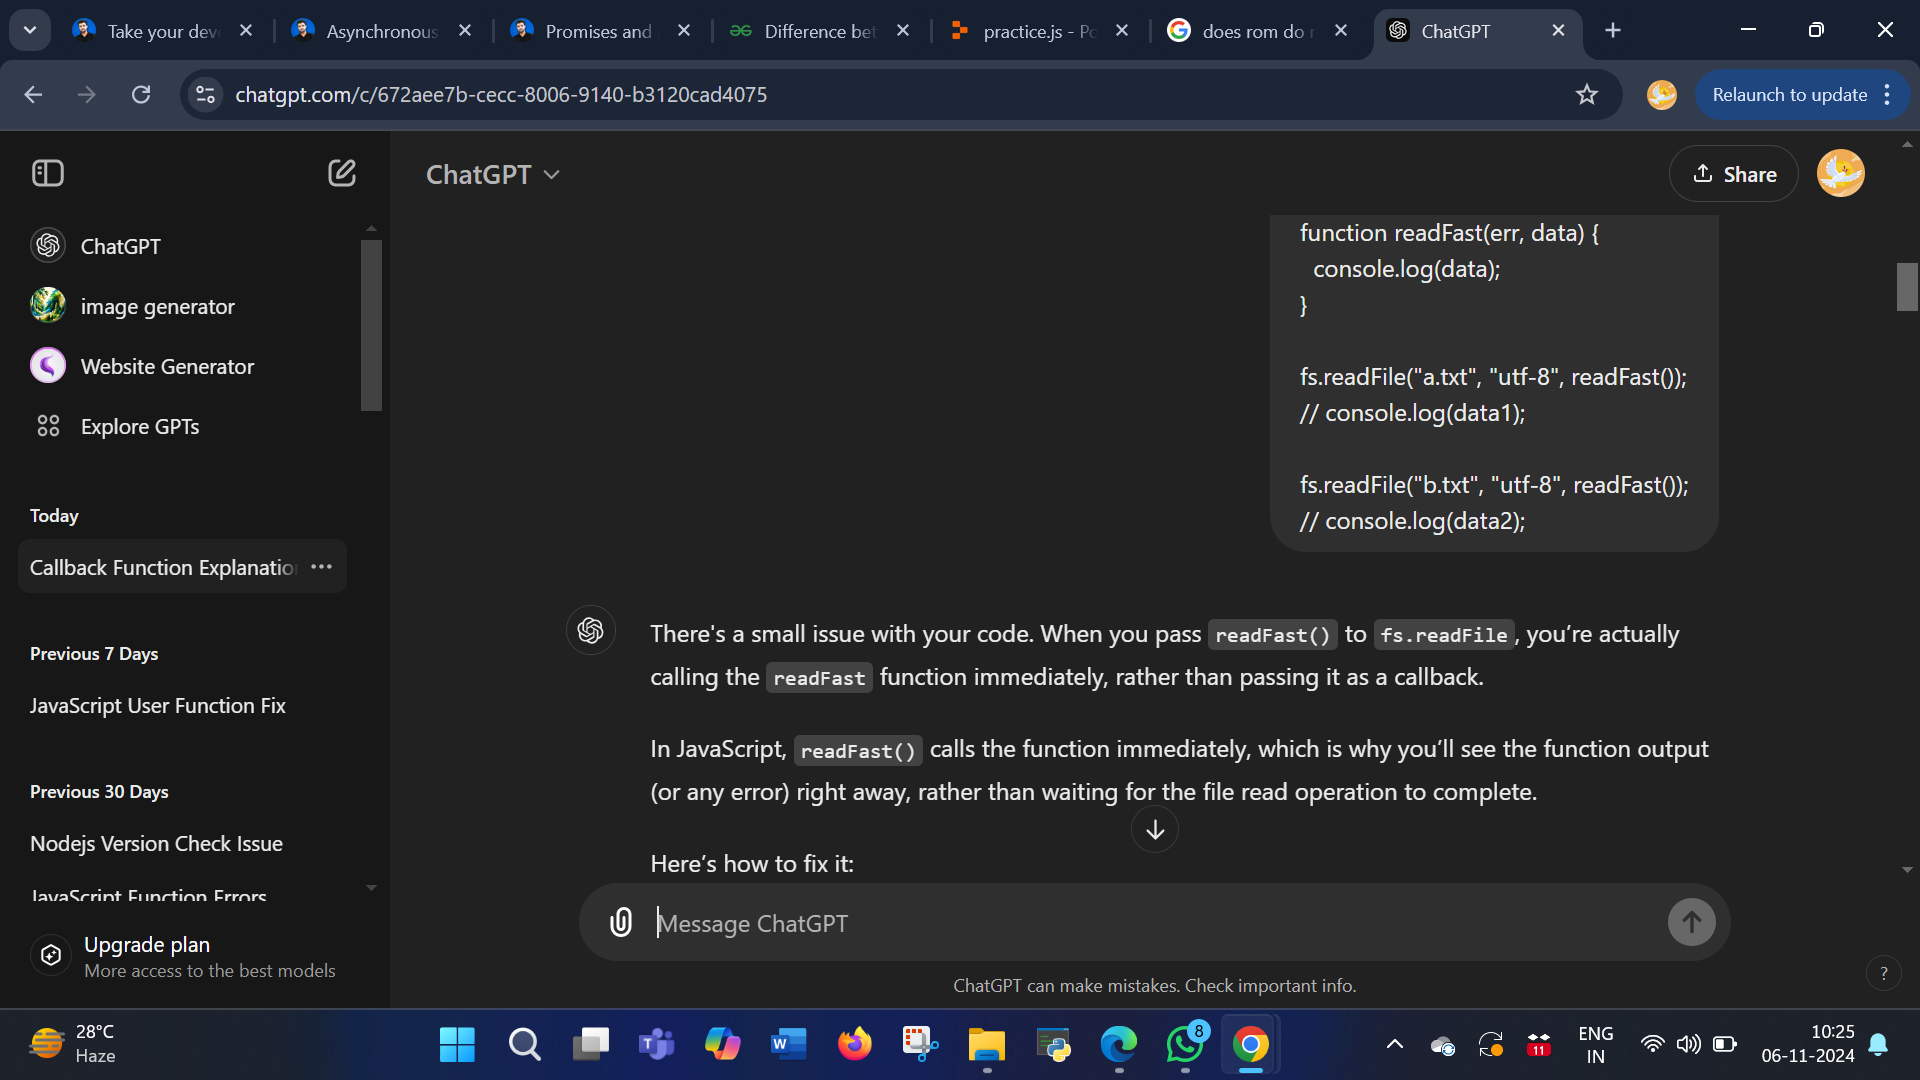 Take your dev
Asynchronous
Promises and
Difference bet
practice.js - Po
does rom do
ChatGPT
chatgpt.com/c/672aee7b-cecc-8006-9140-b3120cad4075
Relaunch to update
ChatGPT
Share
ChatGPT
image generator
Website Generator
Explore GPTs
Today
Callback Function Explanation
Previous 7 Days
JavaScript User Function Fix
Previous 30 Days
Nodejs Version Check Issue
JavaScript Function Errors
Upgrade plan
More access to the best models
function readFast(err, data) {
console.log(data);
}
fs.readFile("a.txt", "utf-8", readFast());
// console.log(data1);
fs.readFile("b.txt", "utf-8", readFast());
// console.log(data2);
There's a small issue with your code. When you pass readFast() to fs.readFile, you’re actually
calling the readFast function immediately, rather than passing it as a callback.
In JavaScript, readFast() calls the function immediately, which is why you’ll see the function output
(or any error) right away, rather than waiting for the file read operation to complete.
Here’s how to fix it:
Message ChatGPT
ChatGPT can make mistakes. Check important info.
?
28°C
Haze
8
11
ENG
IN
10:25
06-11-2024